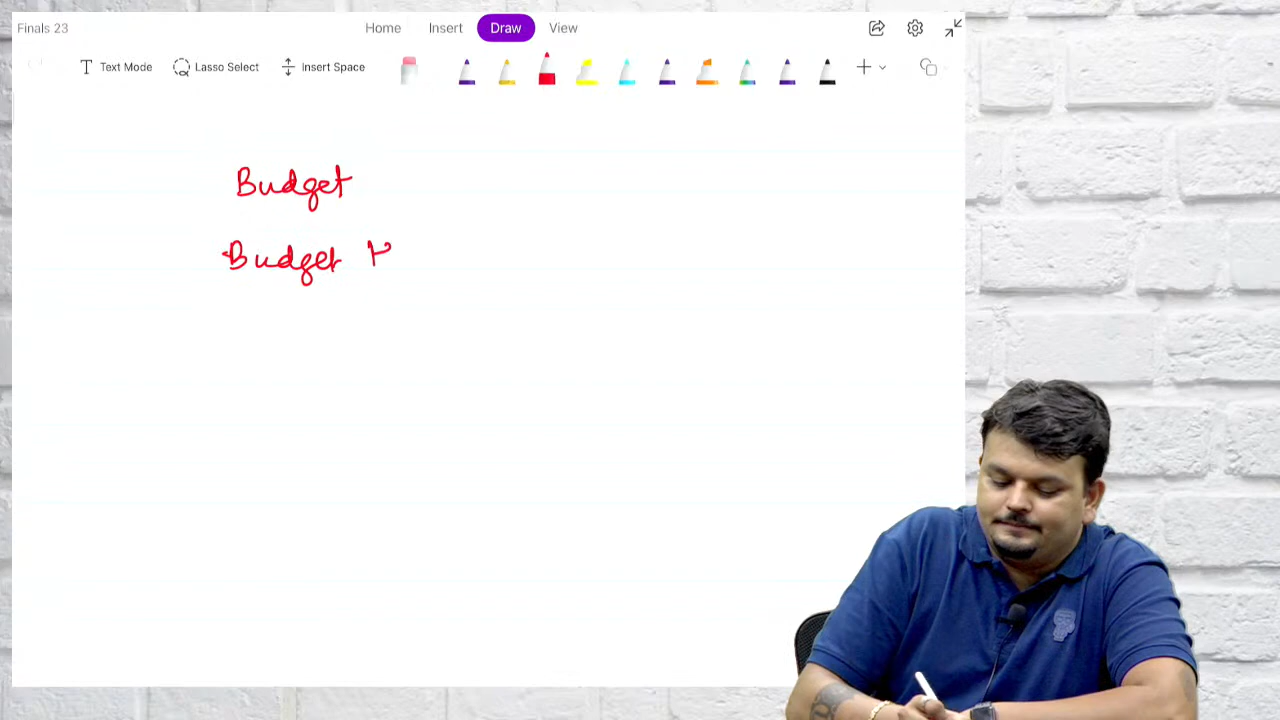 Finals 23
Home Insert Draw View
Text Mode Lasso Select Insert Space
Budget
Budget